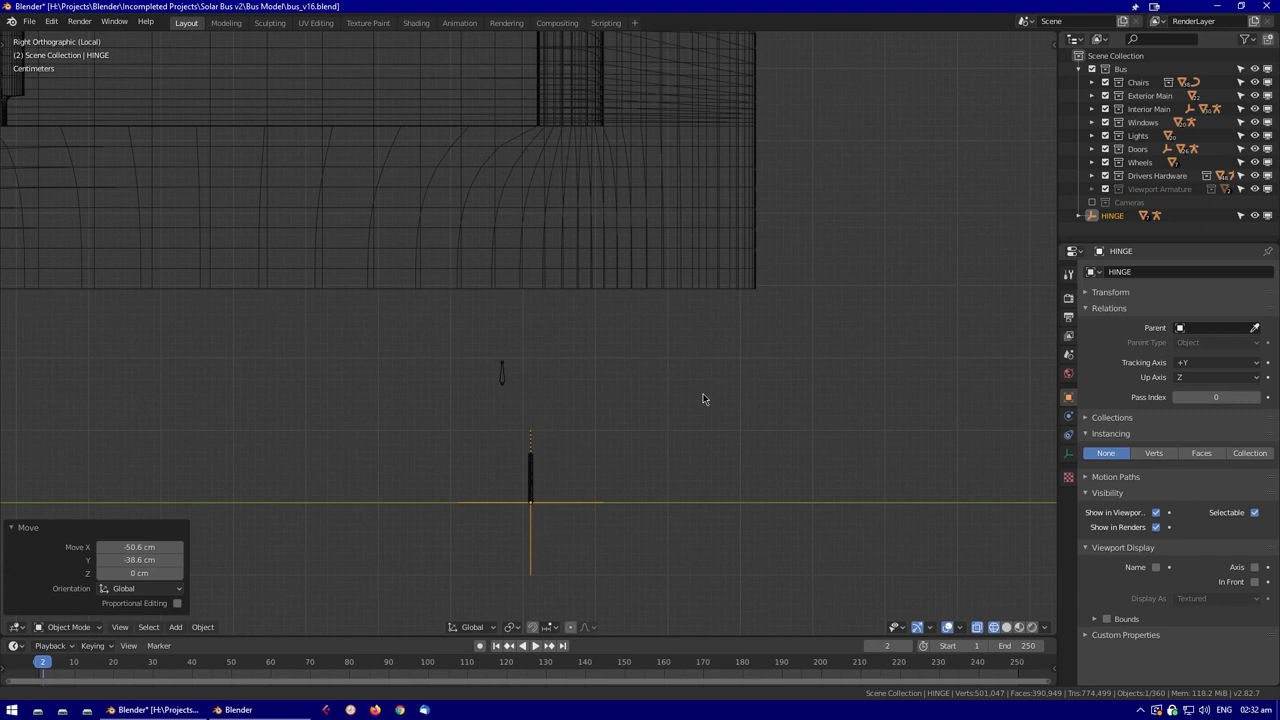 Blender* [H:\Projects\Incompleted Projects\Solar Bus v2\Bus Model\bus_v16.blend]
File Edit Render Window Help
Layout Modeling Sculpting UV Editing Texture Paint Shading Animation Rendering Compositing Scripting +
Scene RenderLayer
Right Orthographic (Local)
(2) Scene Collection | HINGE
Centimeters
Scene Collection
Bus
Chairs
Exterior Main
Interior Main
Windows
Lights
Doors
Wheels
Drivers Hardware
Viewport Armature
Cameras
HINGE
HINGE
HINGE
Transform
Relations
Parent
Parent Type Object
Tracking Axis +Y
Up Axis Z
Pass Index 0
Collections
Instancing
None Verts Faces Collection
Motion Paths
Visibility
Show in Viewpor.. Selectable
Show in Renders
Viewport Display
Name Axis
In Front
Display As Textured
Bounds
Custom Properties
Move
Move X -50.6 cm
Y -38.6 cm
Z 0 cm
Orientation Global
Proportional Editing
Object Mode View Select Add Object Global
Playback Keying View Marker 2 Start 1 End 250
2 10 20 30 40 50 60 70 80 90 100 110 120 130 140 150 160 170 180 190 200 210 220 230 240 250
Scene Collection | HINGE | Verts:501,047 | Faces:390,949 | Tris:774,499 | Objects:1/360 | Mem: 118.2 MiB | v2.82.7
Blender* [H:\Projects... Blender ENG 02:32 am